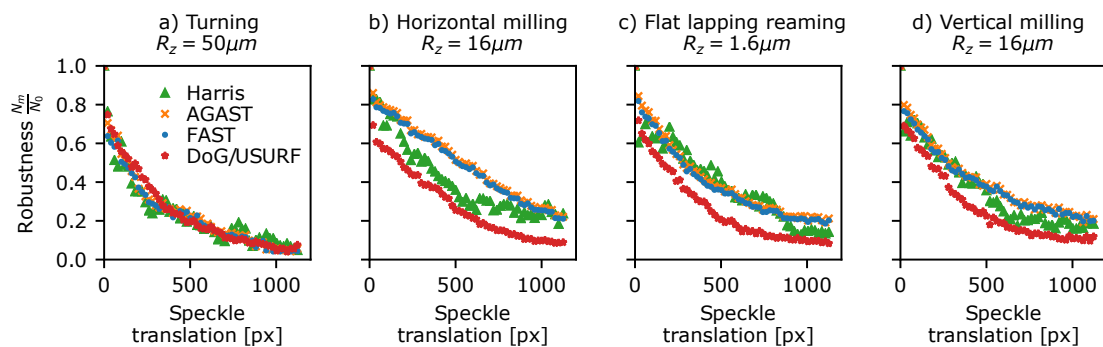 a) Turning
R_z = 50μm
b) Horizontal milling
R_z = 16μm
c) Flat lapping reaming
R_z = 1.6μm
d) Vertical milling
R_z = 16μm
Robustness N_m/N_0
1.0
0.8
0.6
0.4
0.2
0.0
Harris
AGAST
FAST
DoG/USURF
0 500 1000
0 500 1000
0 500 1000
0 500 1000
Speckle
translation [px]
Speckle
translation [px]
Speckle
translation [px]
Speckle
translation [px]